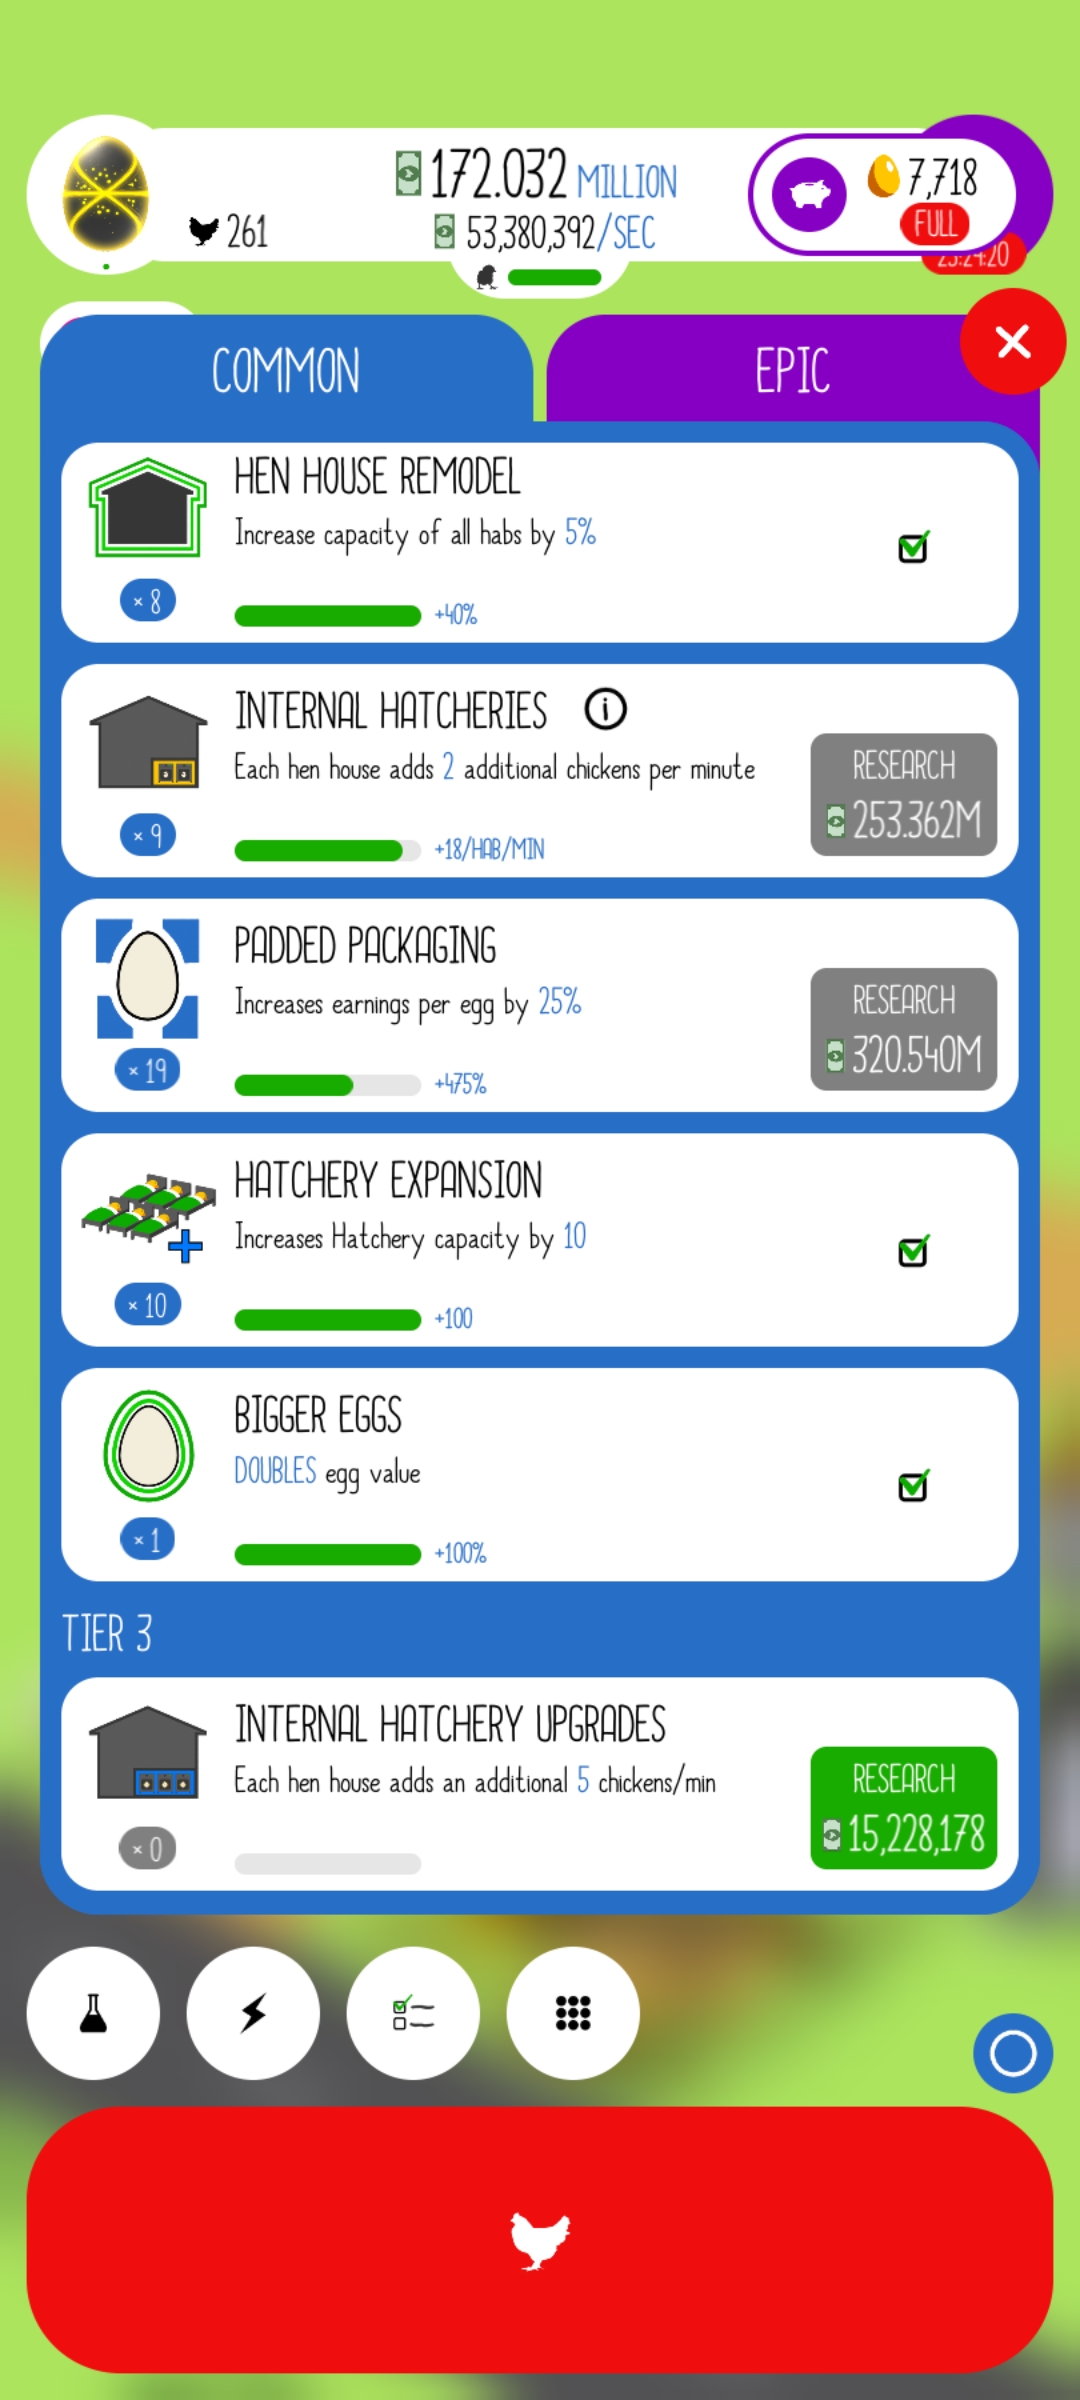 172.032 MILLION
261
53,380,392/SEC
7,718
FULL
23:24:20
COMMON
EPIC
HEN HOUSE REMODEL
Increase capacity of all habs by 5%
× 8
+40%
INTERNAL HATCHERIES
Each hen house adds 2 additional chickens per minute
RESEARCH
253.362M
× 9
+18/HAB/MIN
PADDED PACKAGING
Increases earnings per egg by 25%
RESEARCH
320.540M
× 19
+475%
HATCHERY EXPANSION
Increases Hatchery capacity by 10
× 10
+100
BIGGER EGGS
DOUBLES egg value
× 1
+100%
TIER 3
INTERNAL HATCHERY UPGRADES
Each hen house adds an additional 5 chickens/min
RESEARCH
15,228,178
× 0